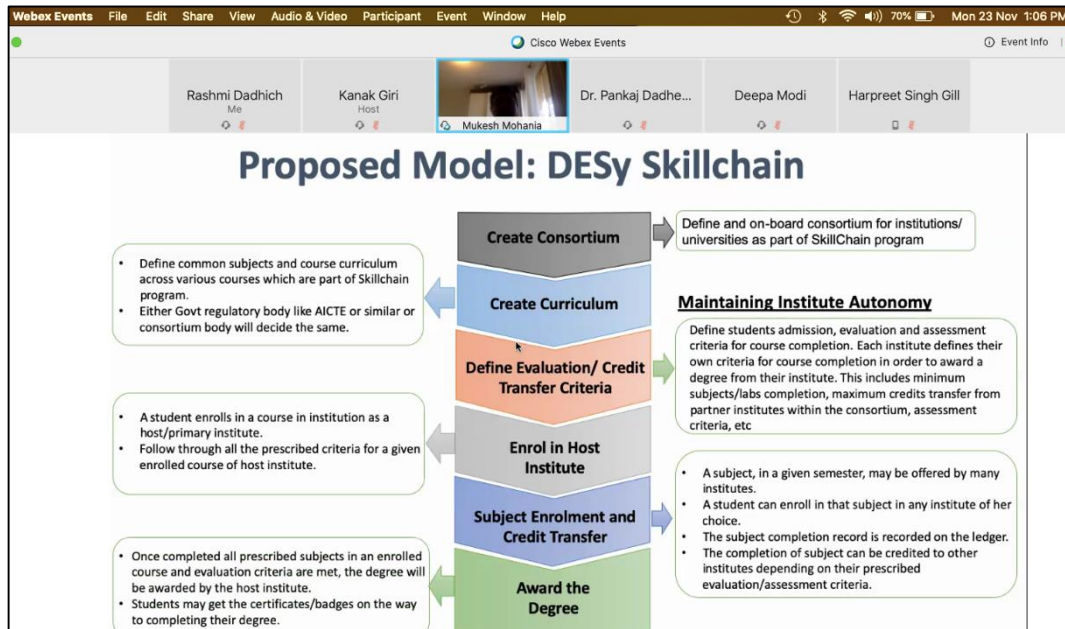 Webex Events File Edit Share View Audio & Video Participant Event Window Help 70% Mon 23 Nov 1:06 PM
Cisco Webex Events
Event Info
Rashmi Dadhich
Me
Kanak Giri
Host
Mukesh Mohania
Dr. Pankaj Dadhe...
Deepa Modi
Harpreet Singh Gill
Proposed Model: DESy Skillchain
Create Consortium
Define and on-board consortium for institutions/
universities as part of SkillChain program
• Define common subjects and course curriculum
across various courses which are part of Skillchain
program.
• Either Govt regulatory body like AICTE or similar or
consortium body will decide the same.
Create Curriculum
Maintaining Institute Autonomy
Define Evaluation/ Credit
Transfer Criteria
Define students admission, evaluation and assessment
criteria for course completion. Each institute defines their
own criteria for course completion in order to award a
degree from their institute. This includes minimum
subjects/labs completion, maximum credits transfer from
partner institutes within the consortium, assessment
criteria, etc
• A student enrolls in a course in institution as a
host/primary institute.
• Follow through all the prescribed criteria for a given
enrolled course of host institute.
Enrol in Host
Institute
Subject Enrolment and
Credit Transfer
• A subject, in a given semester, may be offered by many
institutes.
• A student can enroll in that subject in any institute of her
choice.
• The subject completion record is recorded on the ledger.
• The completion of subject can be credited to other
institutes depending on their prescribed
evaluation/assessment criteria.
• Once completed all prescribed subjects in an enrolled
course and evaluation criteria are met, the degree will
be awarded by the host institute.
• Students may get the certificates/badges on the way
to completing their degree.
Award the
Degree